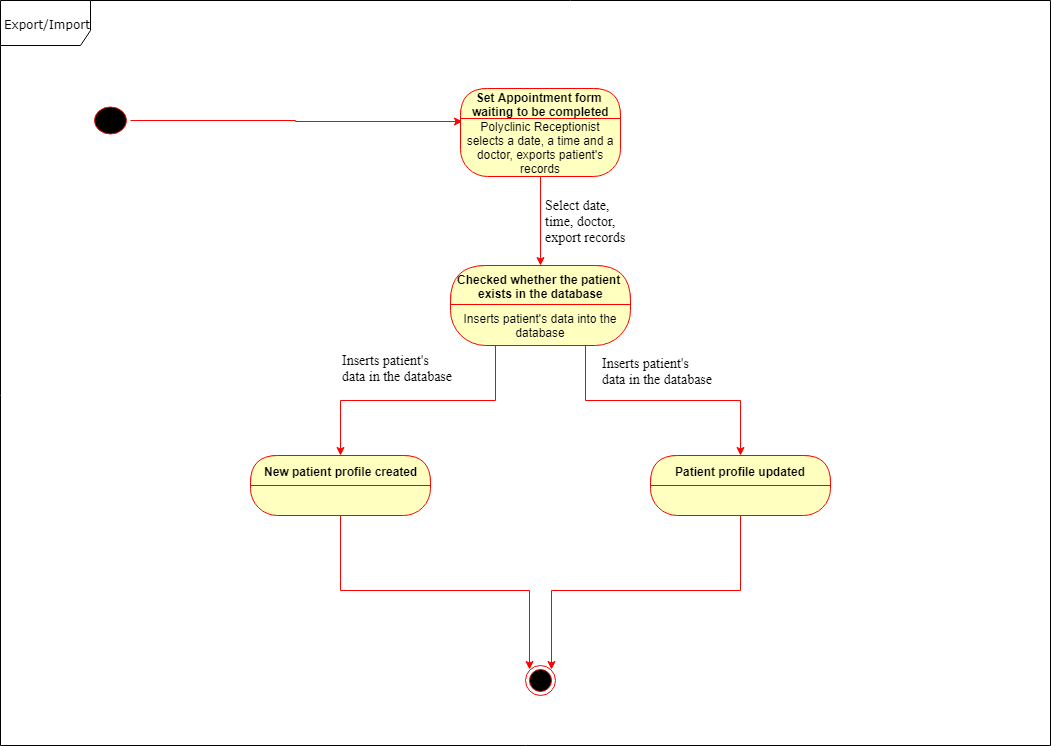 Export/Import
Set Appointment form
waiting to be completed
Polyclinic Receptionist
selects a date, a time and a
doctor, exports patient's
records
Select date,
time, doctor,
export records
Checked whether the patient
exists in the database
Inserts patient's data into the
database
Inserts patient's
data in the database
Inserts patient's
data in the database
New patient profile created
Patient profile updated